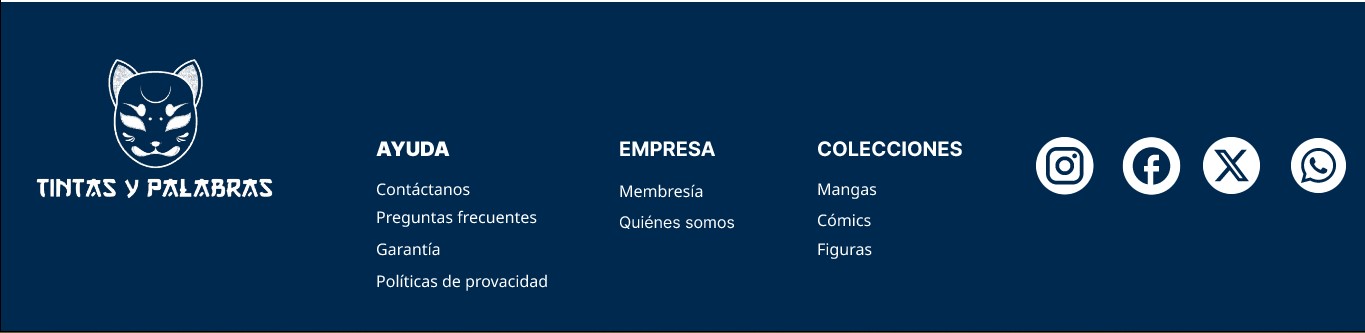 TINTAS Y PALABRAS
AYUDA
Contáctanos
Preguntas frecuentes
Garantía
Políticas de provacidad
EMPRESA
Membresía
Quiénes somos
COLECCIONES
Mangas
Cómics
Figuras